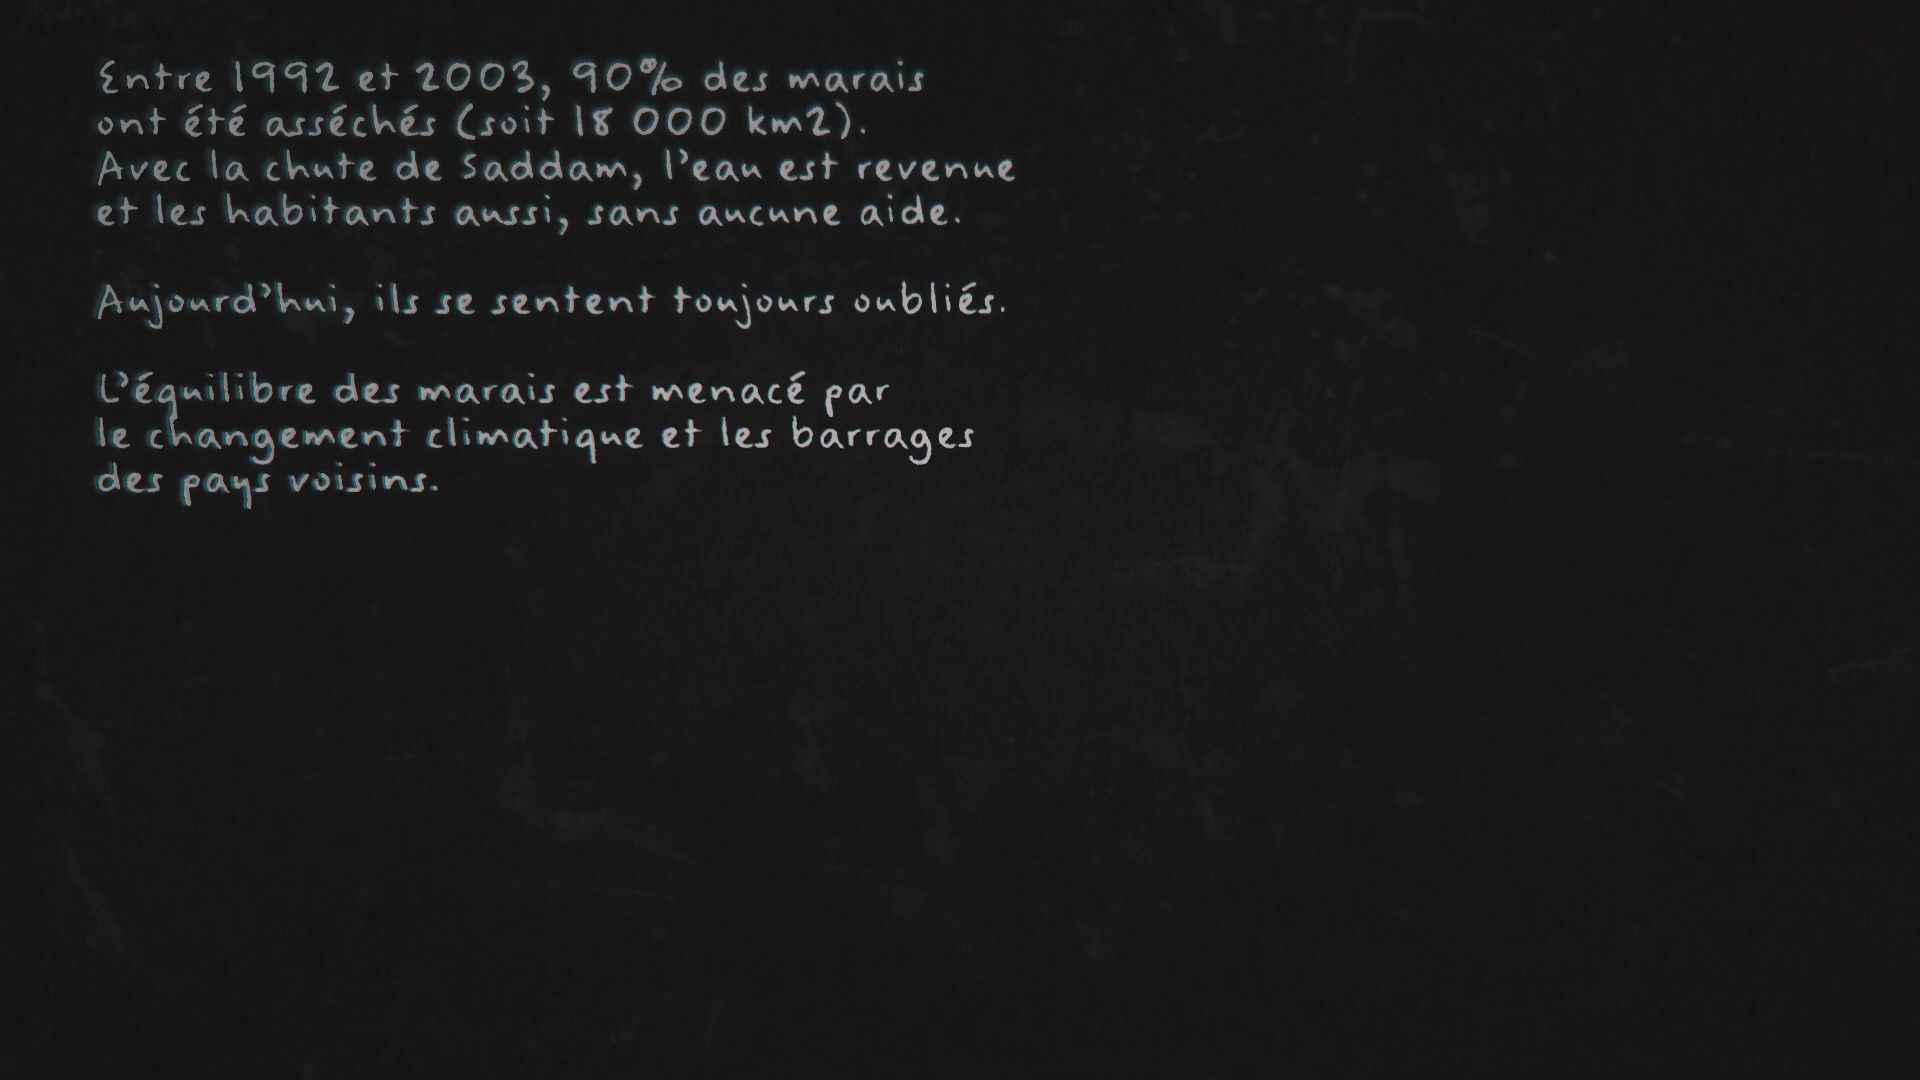 Entre 1992 et 2003, 90% des marais
ont été asséchés (soit 18 000 km2).
Avec la chute de Saddam, l'eau est revenue
et les habitants aussi, sans aucune aide.
Aujourd'hui, ils se sentent toujours oubliés.
L'équilibre des marais est menacé par
le changement climatique et les barrages
des pays voisins.